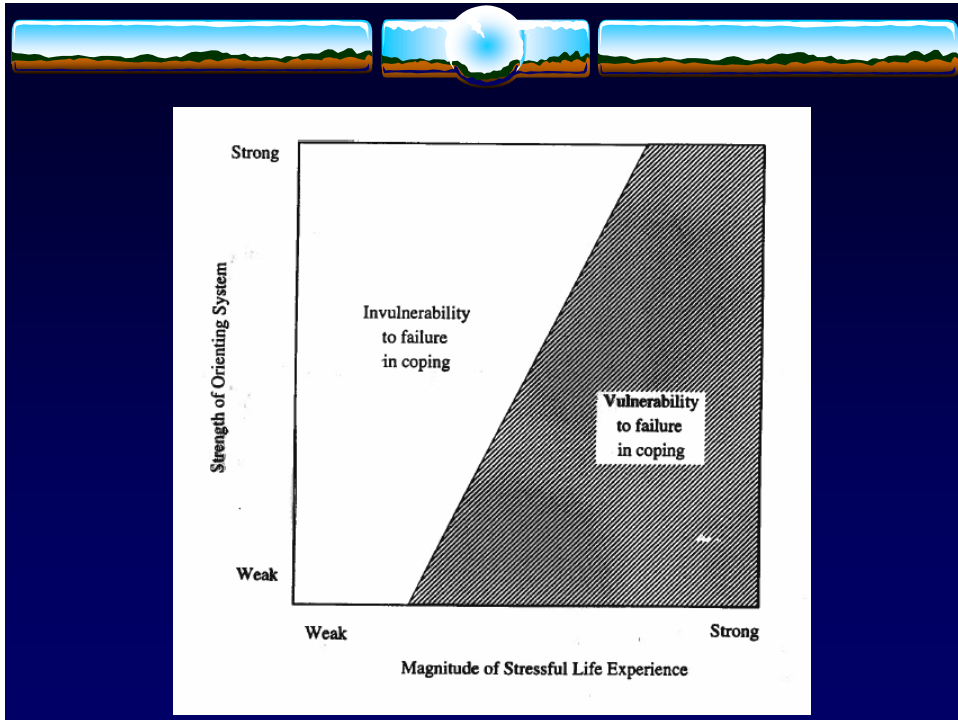 Strong
Strength of Orienting System
Invulnerability
to failure
in coping
Vulnerability
to failure
in coping
Weak
Weak
Strong
Magnitude of Stressful Life Experience